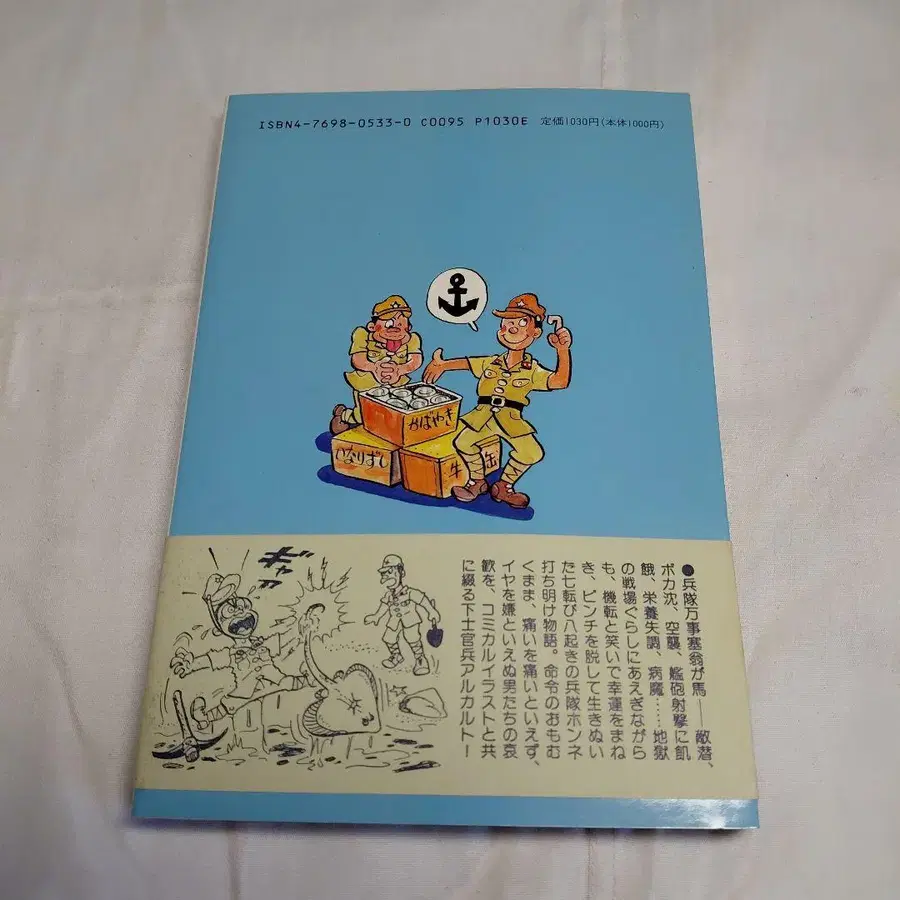 ISBN4-7698-0533-0 C0095 P1030E 定価1030円(本体1000円)
かばやき
いなりずし
牛缶
ギャァ
●兵隊万事塞翁が馬――敵潜、
ボカ沈、空襲、艦砲射撃に飢
餓、栄養失調、病魔……地獄
の戦場ぐらしにあえぎながら
も、機転と笑いで幸運をまね
き、ピンチを脱して生きぬい
た七転び八起きの兵隊ホンネ
打ち明け物語。命令のおもむ
くまま、痛いを痛いといえず、
イヤを嫌といえぬ男たちの哀
歓を、コミカルイラストと共
に綴る下士官兵アルカルト！